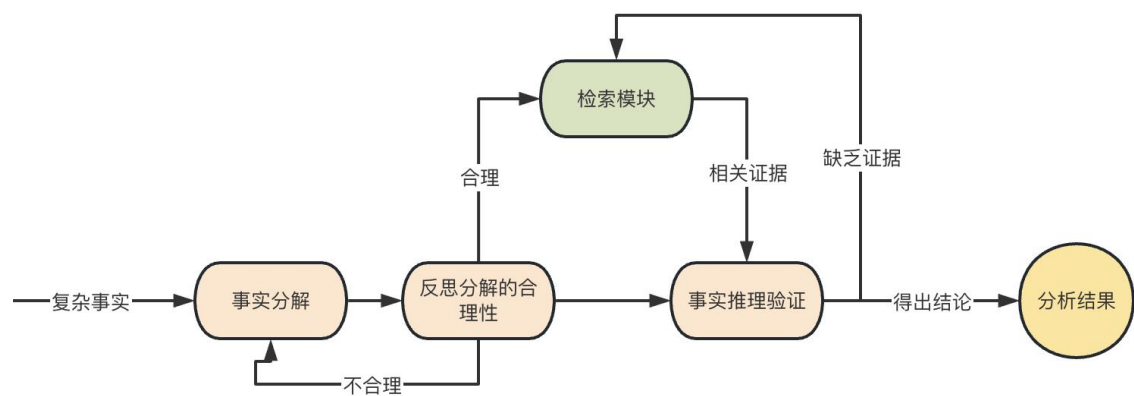 检索模块
缺乏证据
合理
相关证据
复杂事实
事实分解
反思分解的合
理性
事实推理验证
得出结论
分析结果
不合理